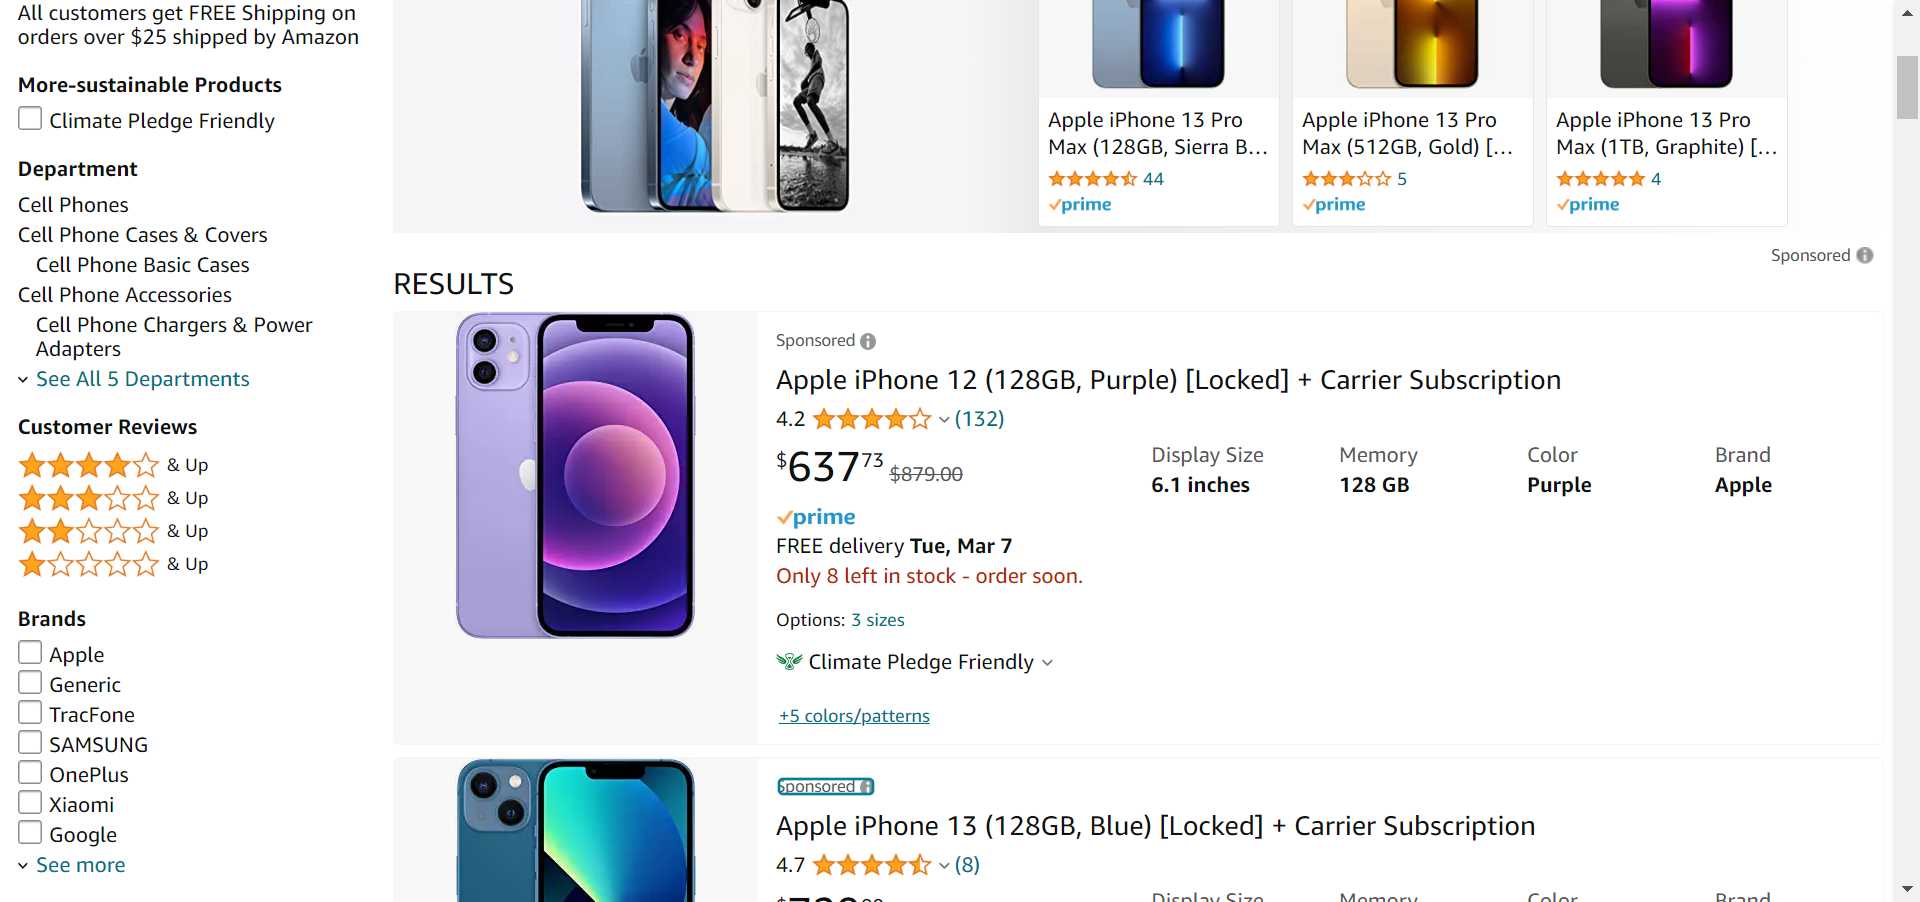 All customers get FREE Shipping on
orders over $25 shipped by Amazon
More-sustainable Products
Climate Pledge Friendly
Department
Cell Phones
Cell Phone Cases & Covers
Cell Phone Basic Cases
Cell Phone Accessories
Cell Phone Chargers & Power
Adapters
See All 5 Departments
Customer Reviews
& Up
& Up
& Up
& Up
Brands
Apple
Generic
TracFone
SAMSUNG
OnePlus
Xiaomi
Google
See more
Apple iPhone 13 Pro
Max (128GB, Sierra B...
44
prime
Apple iPhone 13 Pro
Max (512GB, Gold) [...
5
prime
Apple iPhone 13 Pro
Max (1TB, Graphite) [...
4
prime
Sponsored
RESULTS
Sponsored
Apple iPhone 12 (128GB, Purple) [Locked] + Carrier Subscription
4.2 (132)
$637 73 $879.00
prime
FREE delivery Tue, Mar 7
Only 8 left in stock - order soon.
Options: 3 sizes
Climate Pledge Friendly
+5 colors/patterns
Display Size
6.1 inches
Memory
128 GB
Color
Purple
Brand
Apple
Sponsored
Apple iPhone 13 (128GB, Blue) [Locked] + Carrier Subscription
4.7 (8)
Display Size
Memory
Color
Brand